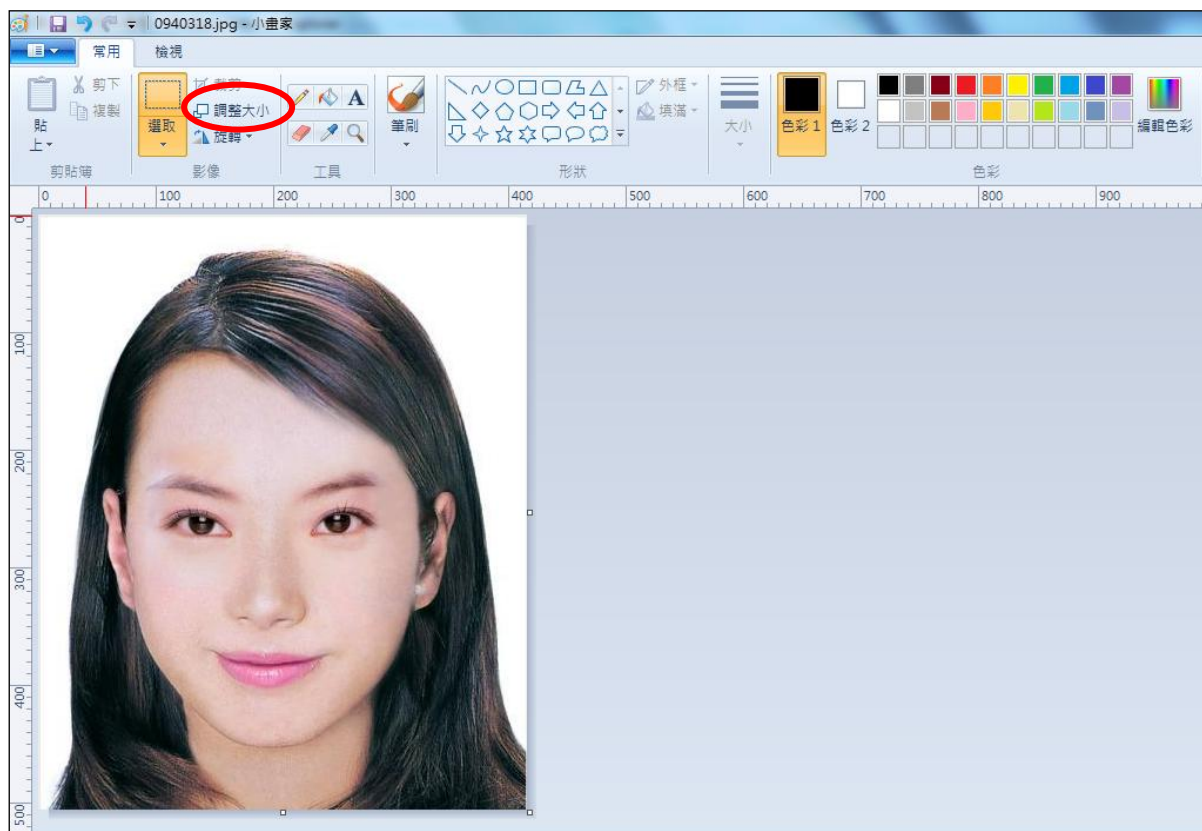 0940318.jpg - 小畫家
常用 檢視
剪下
複製
貼上
剪貼簿
選取
裁剪
調整大小
旋轉
影像
A
工具
筆刷
外框
填滿
形狀
大小
色彩 1
色彩 2
編輯色彩
色彩
0 100 200 300 400 500 600 700 800 900
0
100
200
300
400
500